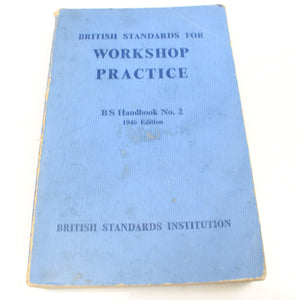 BRITISH STANDARDS FOR
WORKSHOP
PRACTICE
BS Handbook No. 2
1946 Edition
BRITISH STANDARDS INSTITUTION